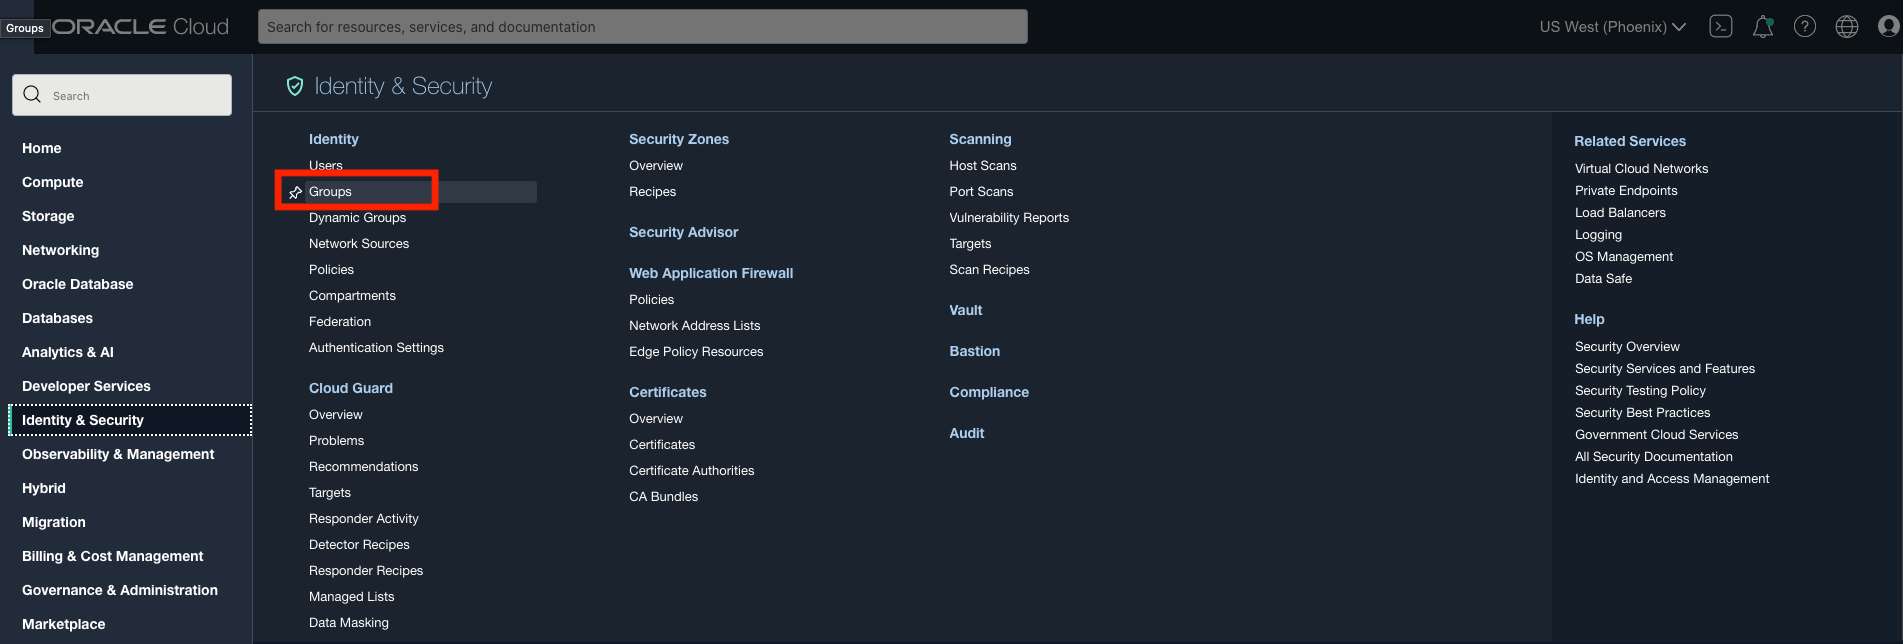 Groups
ORACLE Cloud
Search for resources, services, and documentation
US West (Phoenix)
Search
Home
Compute
Storage
Networking
Oracle Database
Databases
Analytics & AI
Developer Services
Identity & Security
Observability & Management
Hybrid
Migration
Billing & Cost Management
Governance & Administration
Marketplace
Identity & Security
Identity
Users
Groups
Dynamic Groups
Network Sources
Policies
Compartments
Federation
Authentication Settings
Cloud Guard
Overview
Problems
Recommendations
Targets
Responder Activity
Detector Recipes
Responder Recipes
Managed Lists
Data Masking
Security Zones
Overview
Recipes
Security Advisor
Web Application Firewall
Policies
Network Address Lists
Edge Policy Resources
Certificates
Overview
Certificates
Certificate Authorities
CA Bundles
Scanning
Host Scans
Port Scans
Vulnerability Reports
Targets
Scan Recipes
Vault
Bastion
Compliance
Audit
Related Services
Virtual Cloud Networks
Private Endpoints
Load Balancers
Logging
OS Management
Data Safe
Help
Security Overview
Security Services and Features
Security Testing Policy
Security Best Practices
Government Cloud Services
All Security Documentation
Identity and Access Management